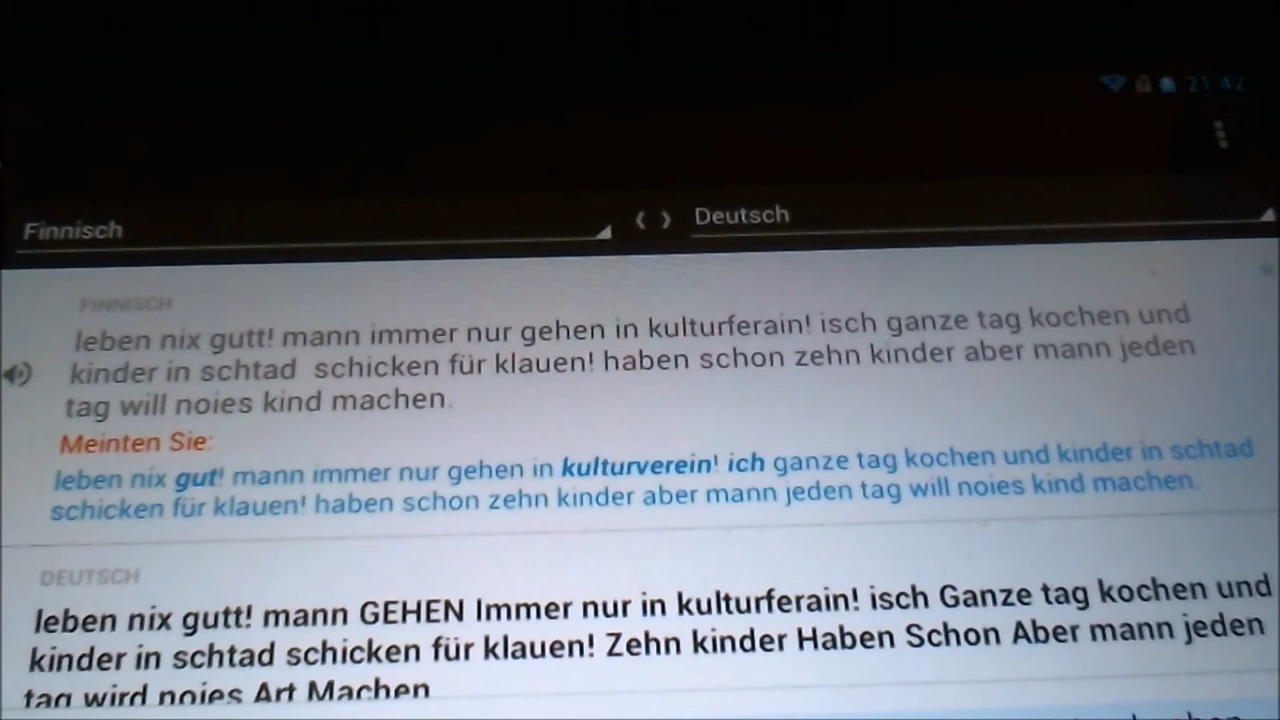 21:42
Finnisch
Deutsch
FINNISCH
leben nix gutt! mann immer nur gehen in kulturferain! isch ganze tag kochen und
kinder in schtad schicken für klauen! haben schon zehn kinder aber mann jeden
tag will noies kind machen.
Meinten Sie:
leben nix gut! mann immer nur gehen in kulturverein! ich ganze tag kochen und kinder in schtad
schicken für klauen! haben schon zehn kinder aber mann jeden tag will noies kind machen.
DEUTSCH
leben nix gutt! mann GEHEN Immer nur in kulturferain! isch Ganze tag kochen und
kinder in schtad schicken für klauen! Zehn kinder Haben Schon Aber mann jeden
tag wird noies Art Machen